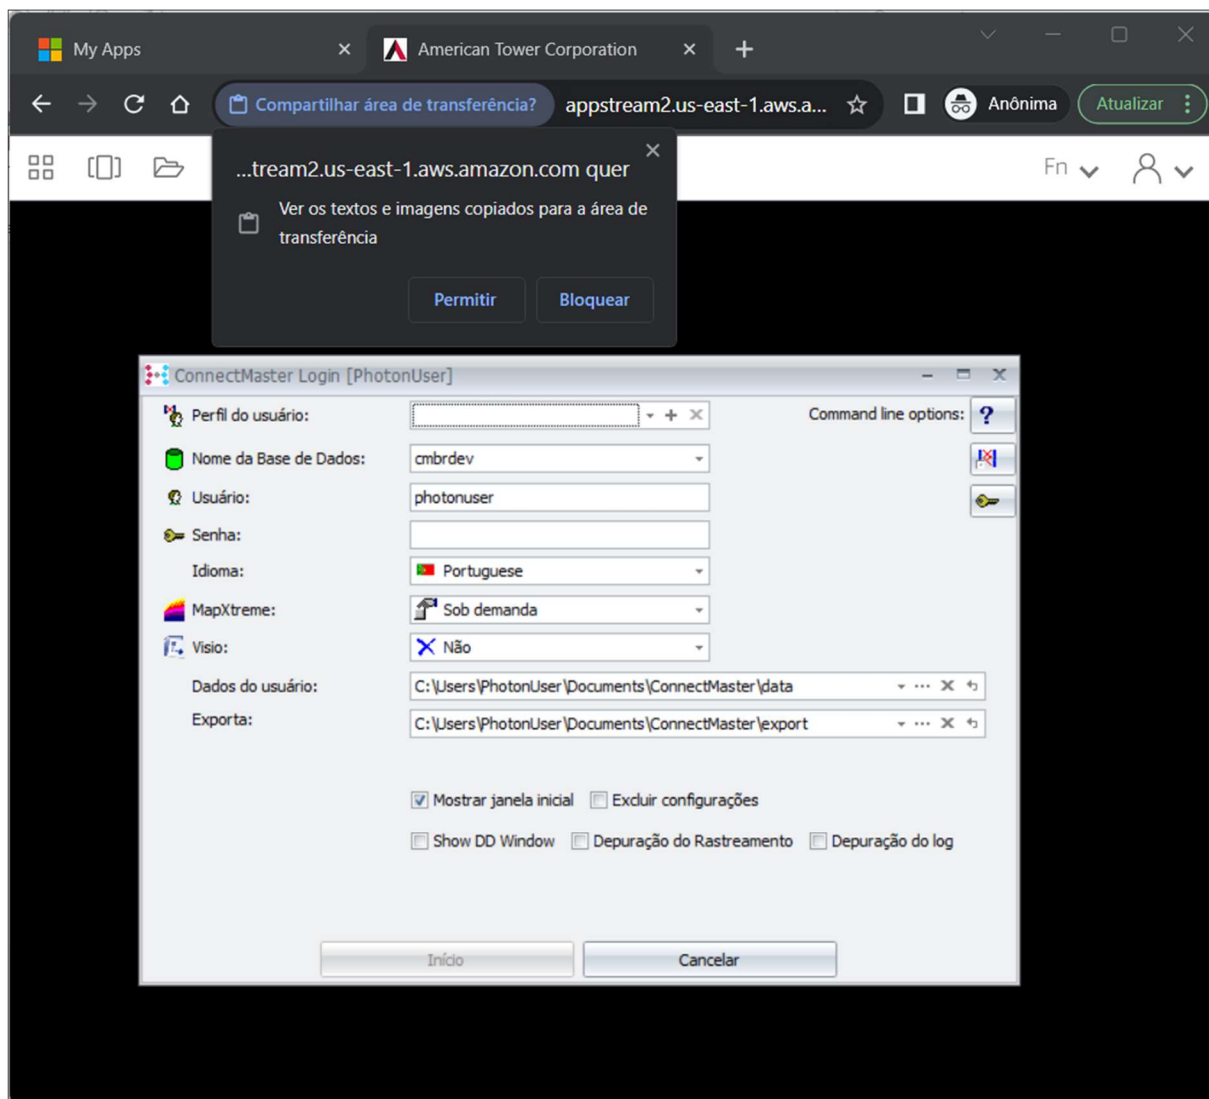 My Apps
American Tower Corporation
Compartilhar área de transferência?
appstream2.us-east-1.aws.a...
Anônima
Atualizar
...tream2.us-east-1.aws.amazon.com quer
Ver os textos e imagens copiados para a área de
transferência
Permitir
Bloquear
Fn
ConnectMaster Login [PhotonUser]
Perfil do usuário:
Command line options:
?
Nome da Base de Dados:
cmbrdev
Usuário:
photonuser
Senha:
Idioma:
Portuguese
MapXtreme:
Sob demanda
Visio:
Não
Dados do usuário:
C:\Users\PhotonUser\Documents\ConnectMaster\data
Exporta:
C:\Users\PhotonUser\Documents\ConnectMaster\export
Mostrar janela inicial
Excluir configurações
Show DD Window
Depuração do Rastreamento
Depuração do log
Início
Cancelar